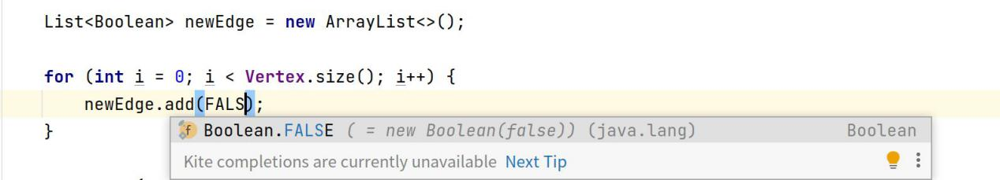 List<Boolean> newEdge = new ArrayList<>();
for (int i = 0; i < Vertex.size(); i++) {
newEdge.add(FALS);
}
Boolean.FALSE ( = new Boolean(false)) (java.lang) Boolean
Kite completions are currently unavailable Next Tip